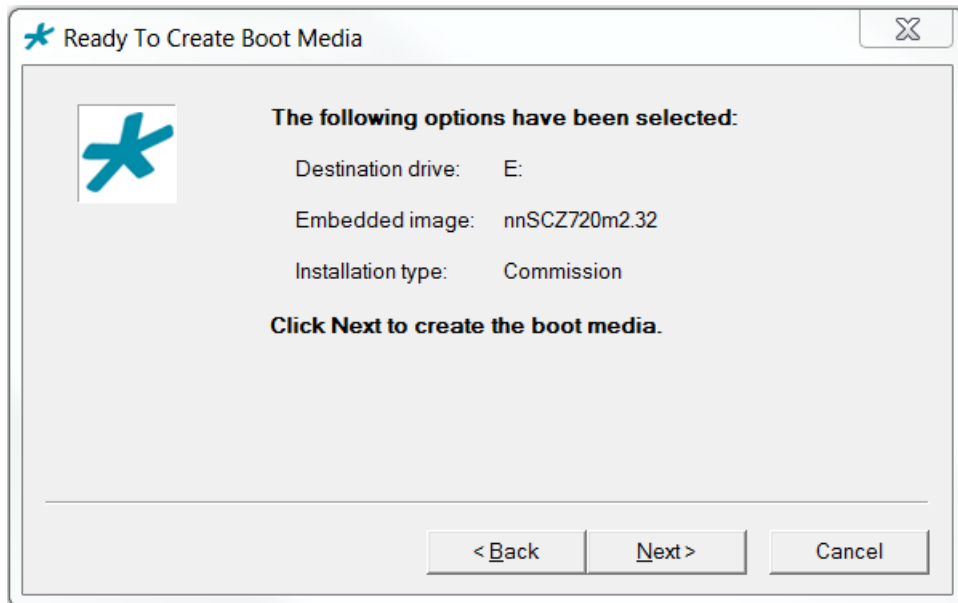 Ready To Create Boot Media
The following options have been selected:
Destination drive: E:
Embedded image: nnSCZ720m2.32
Installation type: Commission
Click Next to create the boot media.
< Back Next > Cancel